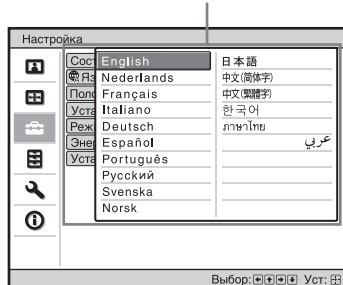 Настройка
Сос
Яз
Поло
Уста
Реж
Энер
Уста
English
Nederlands
Français
Italiano
Deutsch
Español
Português
Русский
Svenska
Norsk
日本語
中文(简体字)
中文(繁體字)
한국어
ภาษาไทย
عربي
Выбор: Уст: